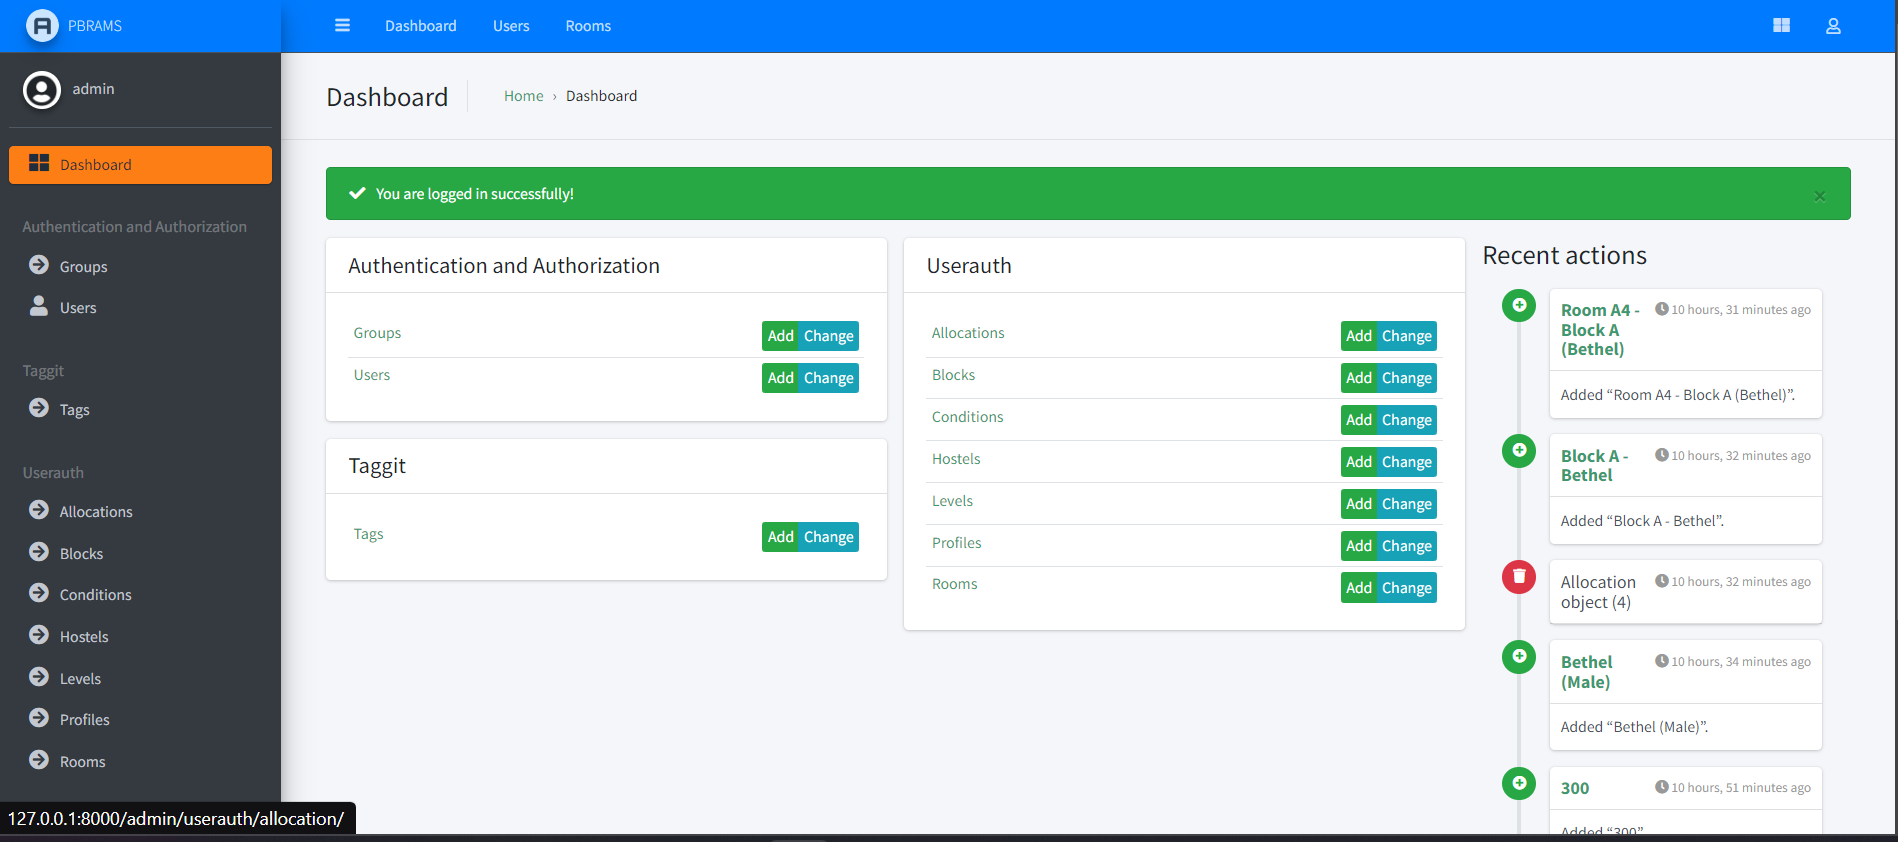 PBRAMS
Dashboard Users Rooms
admin
Dashboard
Authentication and Authorization
Groups
Users
Taggit
Tags
Userauth
Allocations
Blocks
Conditions
Hostels
Levels
Profiles
Rooms
127.0.0.1:8000/admin/userauth/allocation/
Dashboard
Home › Dashboard
You are logged in successfully!
×
Authentication and Authorization
Groups Add Change
Users Add Change
Taggit
Tags Add Change
Userauth
Allocations Add Change
Blocks Add Change
Conditions Add Change
Hostels Add Change
Levels Add Change
Profiles Add Change
Rooms Add Change
Recent actions
Room A4 - 10 hours, 31 minutes ago
Block A
(Bethel)
Added “Room A4 - Block A (Bethel)”.
Block A - 10 hours, 32 minutes ago
Bethel
Added “Block A - Bethel”.
Allocation 10 hours, 32 minutes ago
object (4)
Bethel 10 hours, 34 minutes ago
(Male)
Added “Bethel (Male)”.
300 10 hours, 51 minutes ago
Added “300”